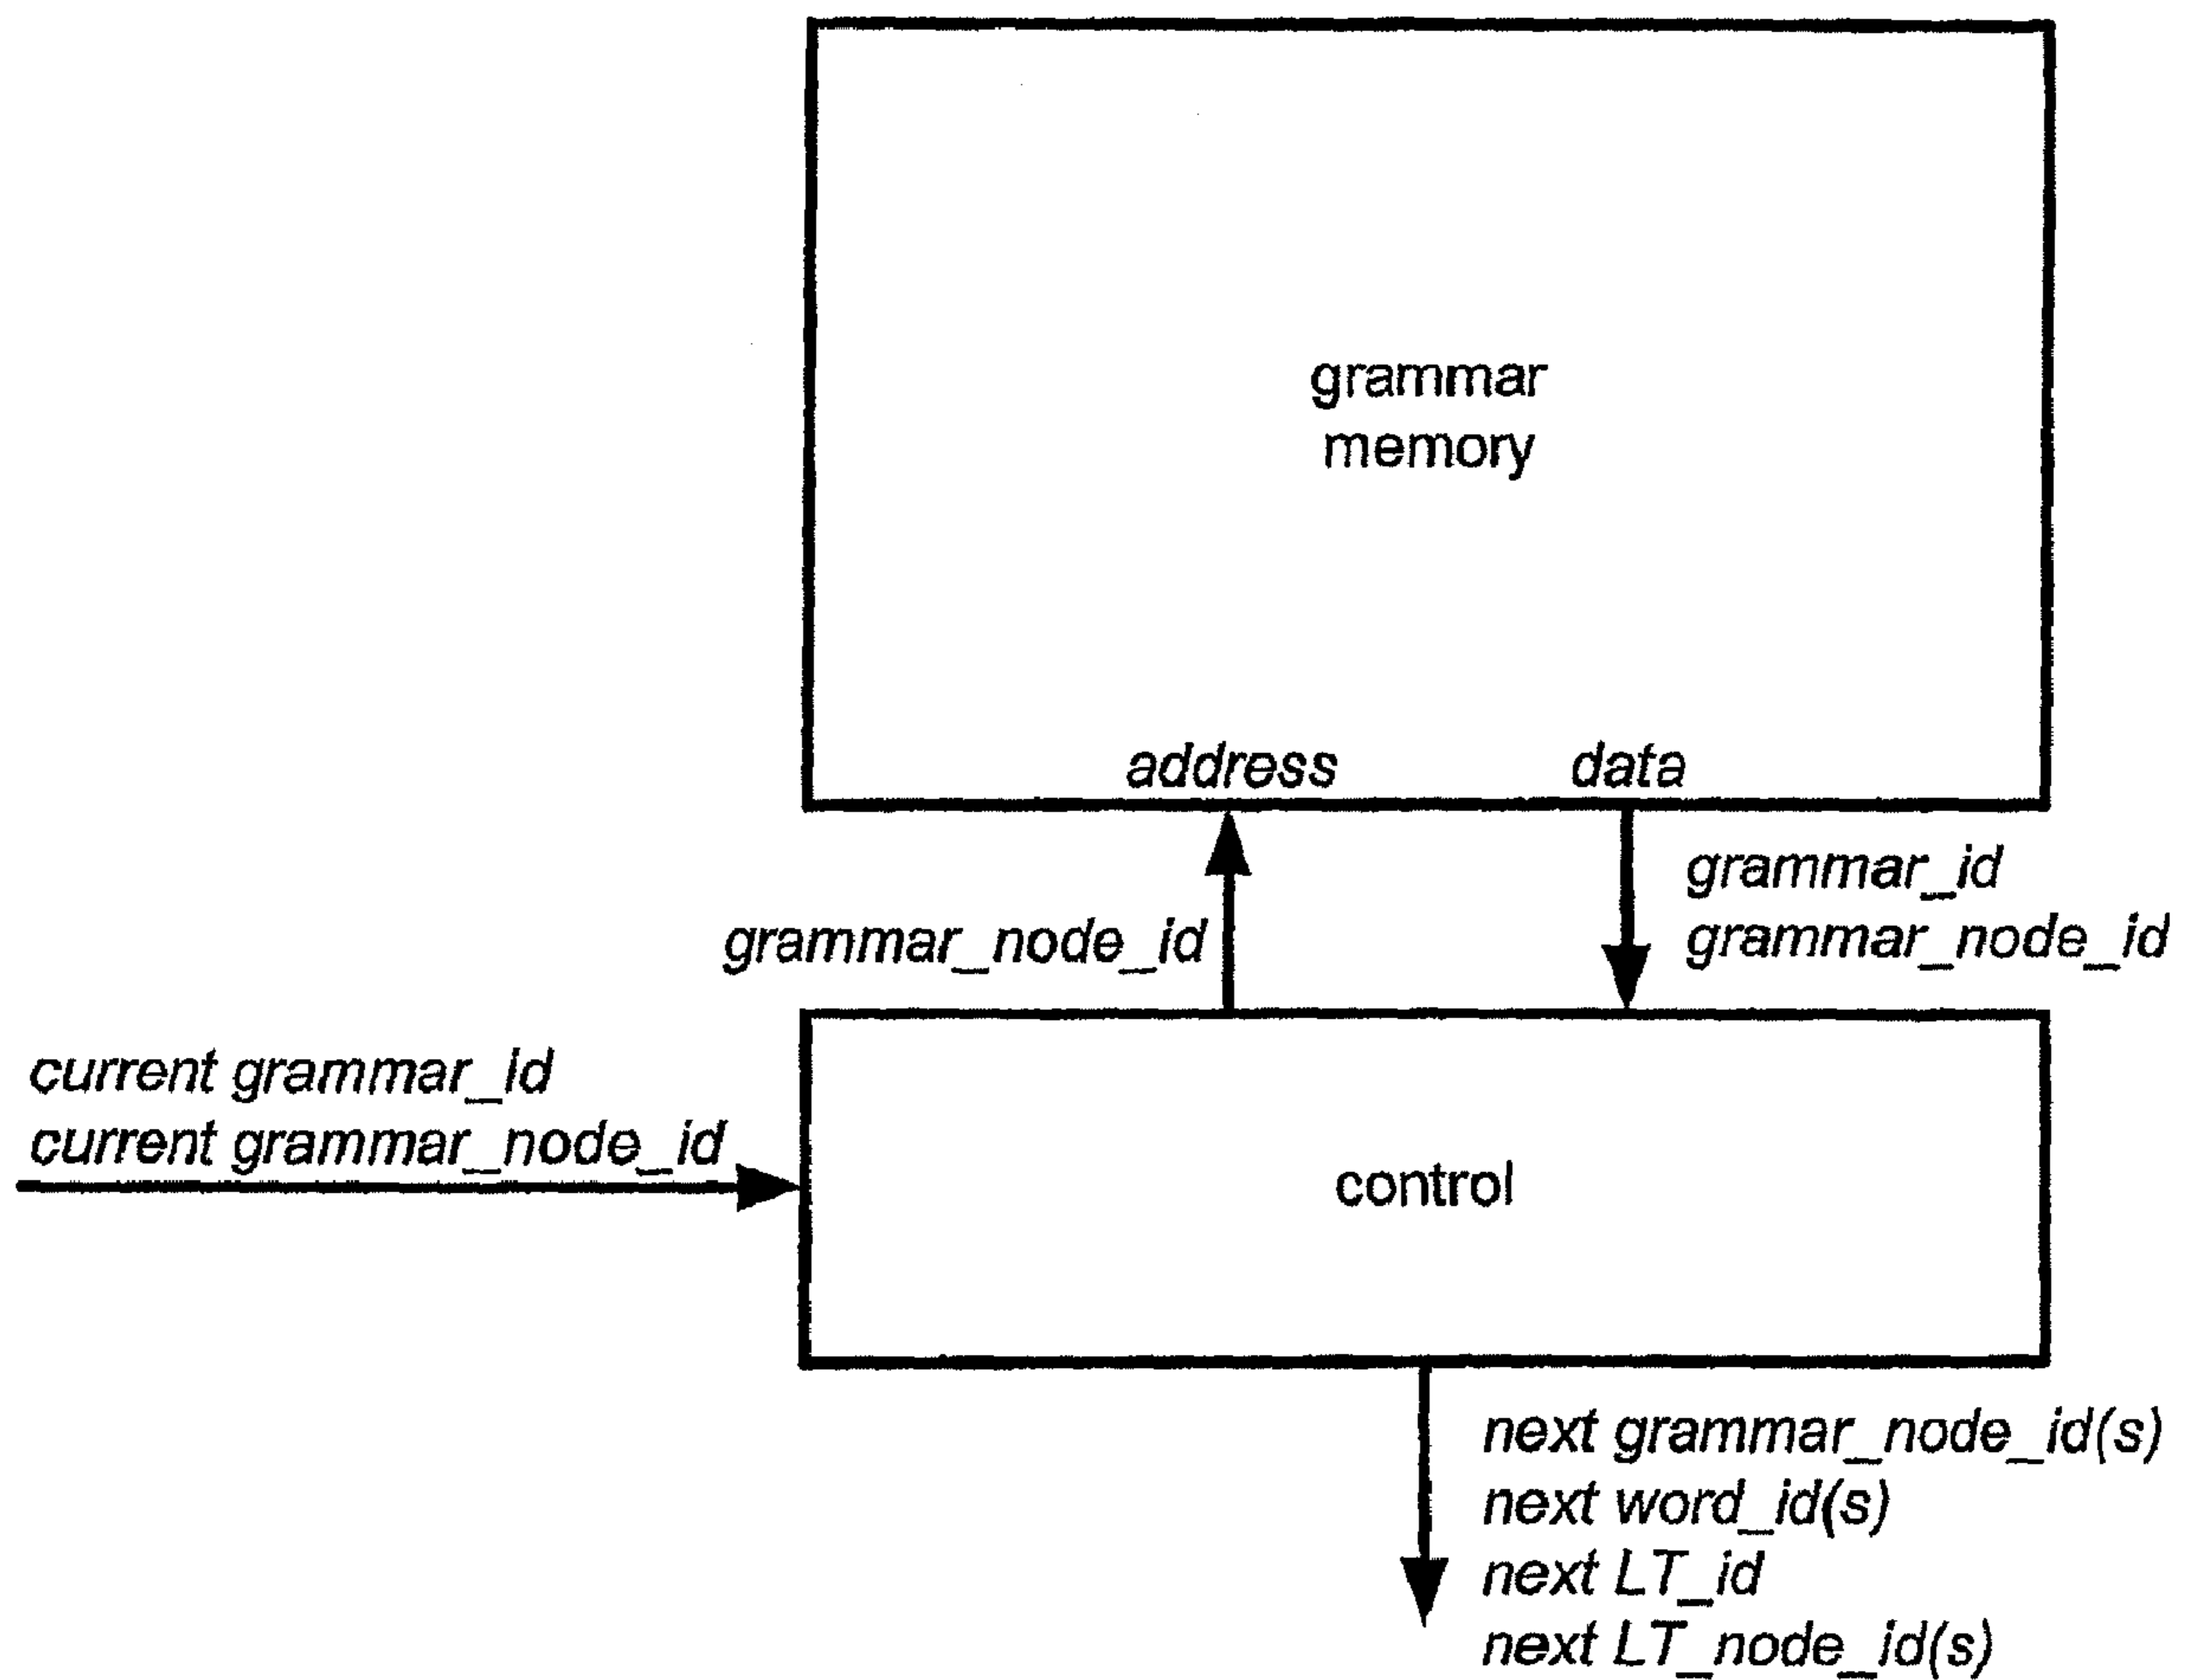 grammar
memory
address
data
grammar_node_id
grammar_id
grammar_node_id
current grammar_id
current grammar_node_id
control
next grammar_node_id(s)
next word_id(s)
next LT_id
next LT_node_id(s)